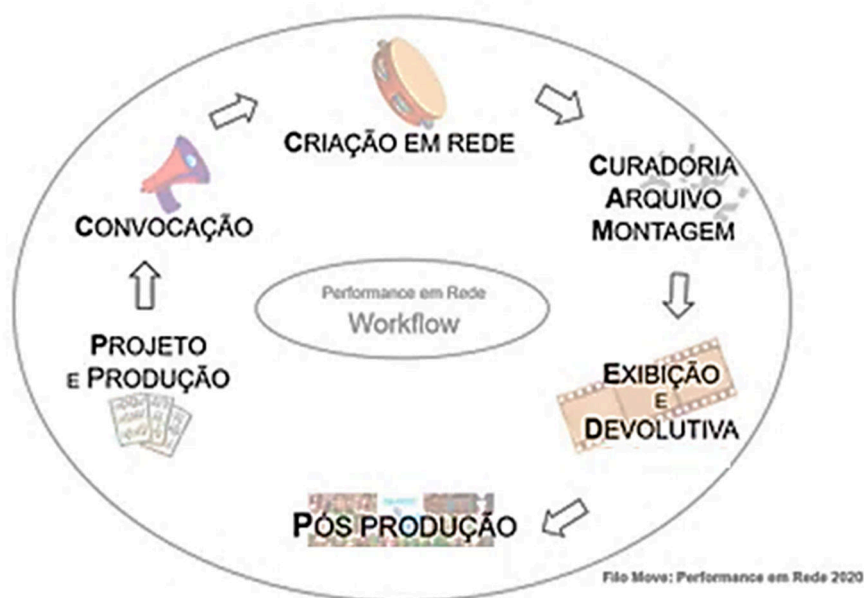 CRIAÇÃO EM REDE
CURADORIA
ARQUIVO
MONTAGEM
CONVOCAÇÃO
Performance em Rede
Workflow
PROJETO
E PRODUÇÃO
EXIBIÇÃO
E
DEVOLUTIVA
PÓS PRODUÇÃO
Filo Move: Performance em Rede 2020